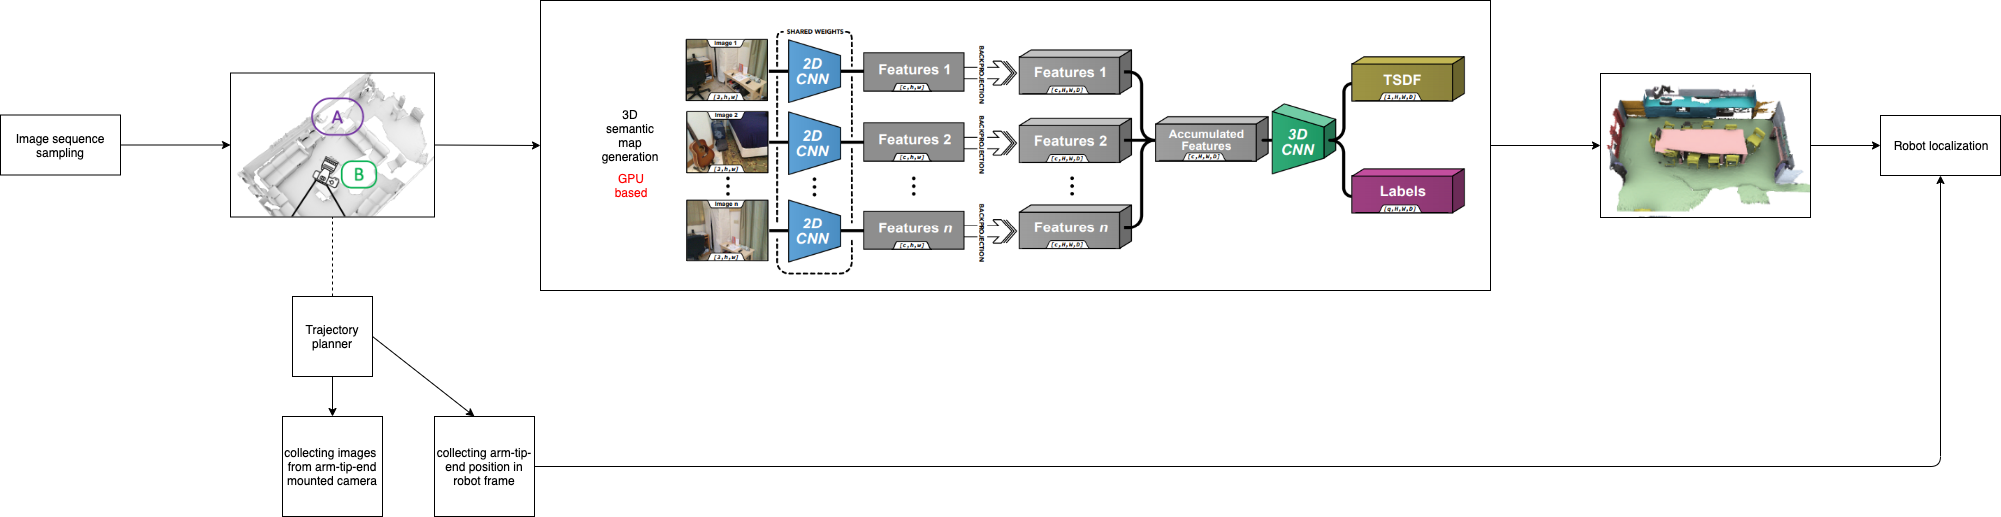 Image sequence
sampling
A
B
3D
semantic
map
generation
GPU
based
SHARED WEIGHTS
Image 1
[3,h,w]
2D
CNN
Features 1
[c,h,w]
BACKPROJECTION
Features 1
[c,H,W,D]
Image 2
[3,h,w]
2D
CNN
Features 2
[c,h,w]
BACKPROJECTION
Features 2
[c,H,W,D]
Image n
[3,h,w]
2D
CNN
Features n
[c,h,w]
BACKPROJECTION
Features n
[c,H,W,D]
Accumulated
Features
[c,H,W,D]
3D
CNN
TSDF
[1,H,W,D]
Labels
[q,H,W,D]
Robot localization
Trajectory
planner
collecting images
from arm-tip-end
mounted camera
collecting arm-tip-
end position in
robot frame